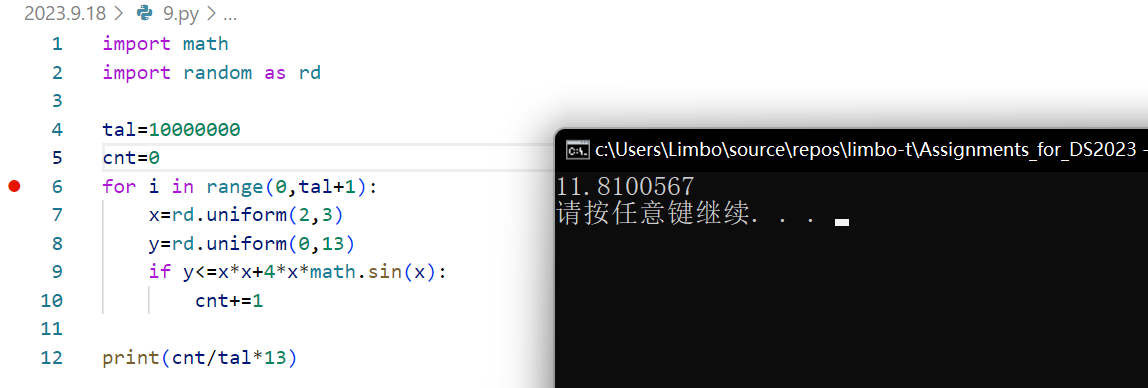 2023.9.18 > 9.py > ...
1 import math
2 import random as rd
3
4 tal=10000000
5 cnt=0
6 for i in range(0,tal+1):
7     x=rd.uniform(2,3)
8     y=rd.uniform(0,13)
9     if y<=x*x+4*x*math.sin(x):
10         cnt+=1
11
12 print(cnt/tal*13)
c:\Users\Limbo\source\repos\limbo-t\Assignments_for_DS2023 -
11.8100567
请按任意键继续. . .